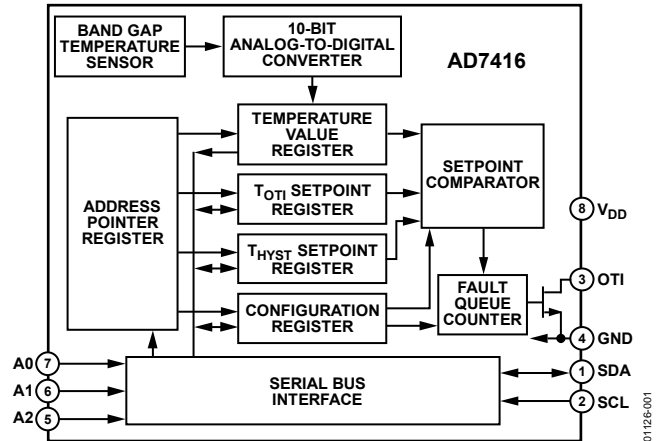 BAND GAP
TEMPERATURE
SENSOR
10-BIT
ANALOG-TO-DIGITAL
CONVERTER
AD7416
TEMPERATURE
VALUE
REGISTER
SETPOINT
COMPARATOR
ADDRESS
POINTER
REGISTER
TOTI SETPOINT
REGISTER
8 VDD
THYST SETPOINT
REGISTER
3 OTI
FAULT
QUEUE
COUNTER
CONFIGURATION
REGISTER
4 GND
A0 7
1 SDA
A1 6
SERIAL BUS
INTERFACE
2 SCL
A2 5
01126-001